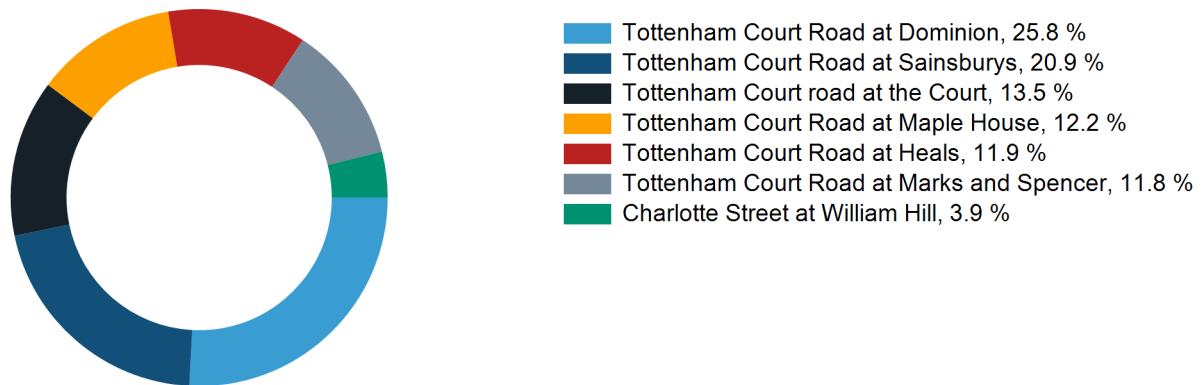 Tottenham Court Road at Dominion, 25.8 %
Tottenham Court Road at Sainsburys, 20.9 %
Tottenham Court road at the Court, 13.5 %
Tottenham Court Road at Maple House, 12.2 %
Tottenham Court Road at Heals, 11.9 %
Tottenham Court Road at Marks and Spencer, 11.8 %
Charlotte Street at William Hill, 3.9 %